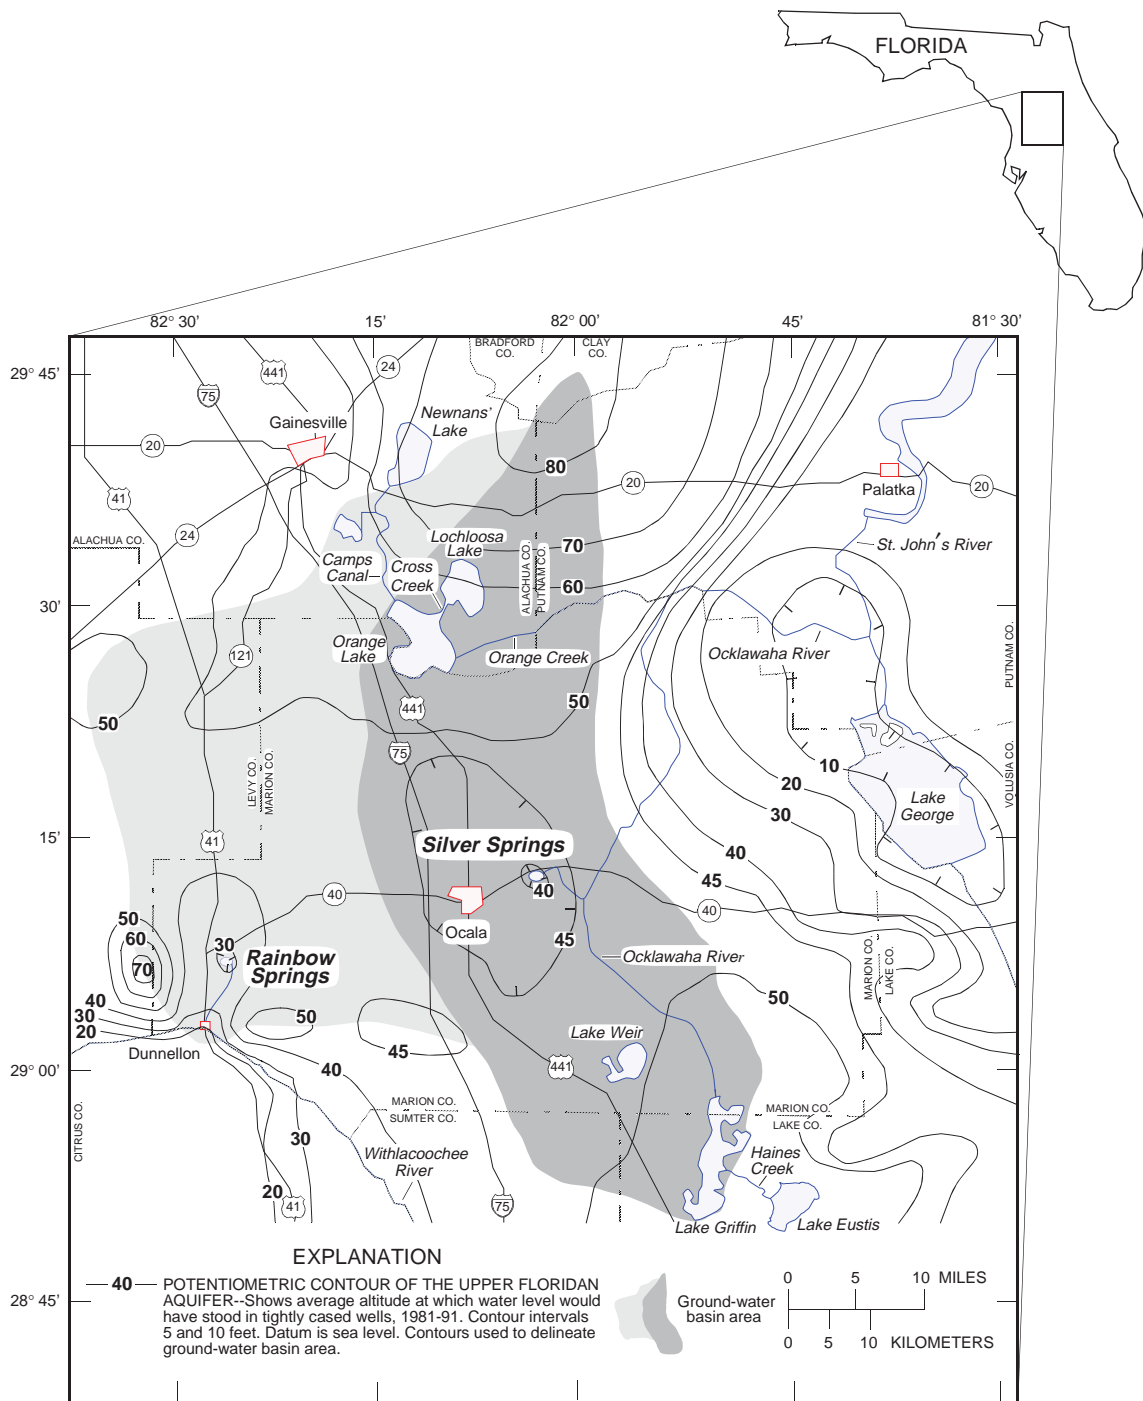 FLORIDA
82° 30'
15'
82° 00'
45'
81° 30'
29° 45'
30'
15'
29° 00'
28° 45'
BRADFORD
CO.
CLAY
CO.
441
24
75
Newnans'
Lake
Gainesville
20
80
20
Palatka
20
41
24
ALACHUA CO.
Lochloosa
Lake
70
St. John's River
Camps
Canal
Cross
Creek
ALACHUA CO.
PUTNAM CO.
60
Orange
Lake
Orange Creek
Ocklawaha River
PUTNAM CO.
121
50
441
50
75
10
VOLUSIA CO.
LEVY CO.
MARION CO.
20
Lake
George
30
41
Silver Springs
40
45
40
40
40
Ocala
45
50
60
70
30
Rainbow
Springs
Ocklawaha River
MARION CO.
LAKE CO.
50
40
30
20
50
Lake Weir
Dunnellon
45
40
441
CITRUS CO.
MARION CO.
SUMTER CO.
MARION CO.
LAKE CO.
30
Withlacoochee
River
Haines
Creek
20
41
75
Lake Griffin
Lake Eustis
EXPLANATION
40
POTENTIOMETRIC CONTOUR OF THE UPPER FLORIDAN
AQUIFER--Shows average altitude at which water level would
have stood in tightly cased wells, 1981-91. Contour intervals
5 and 10 feet. Datum is sea level. Contours used to delineate
ground-water basin area.
Ground-water
basin area
0 5 10 MILES
0 5 10 KILOMETERS